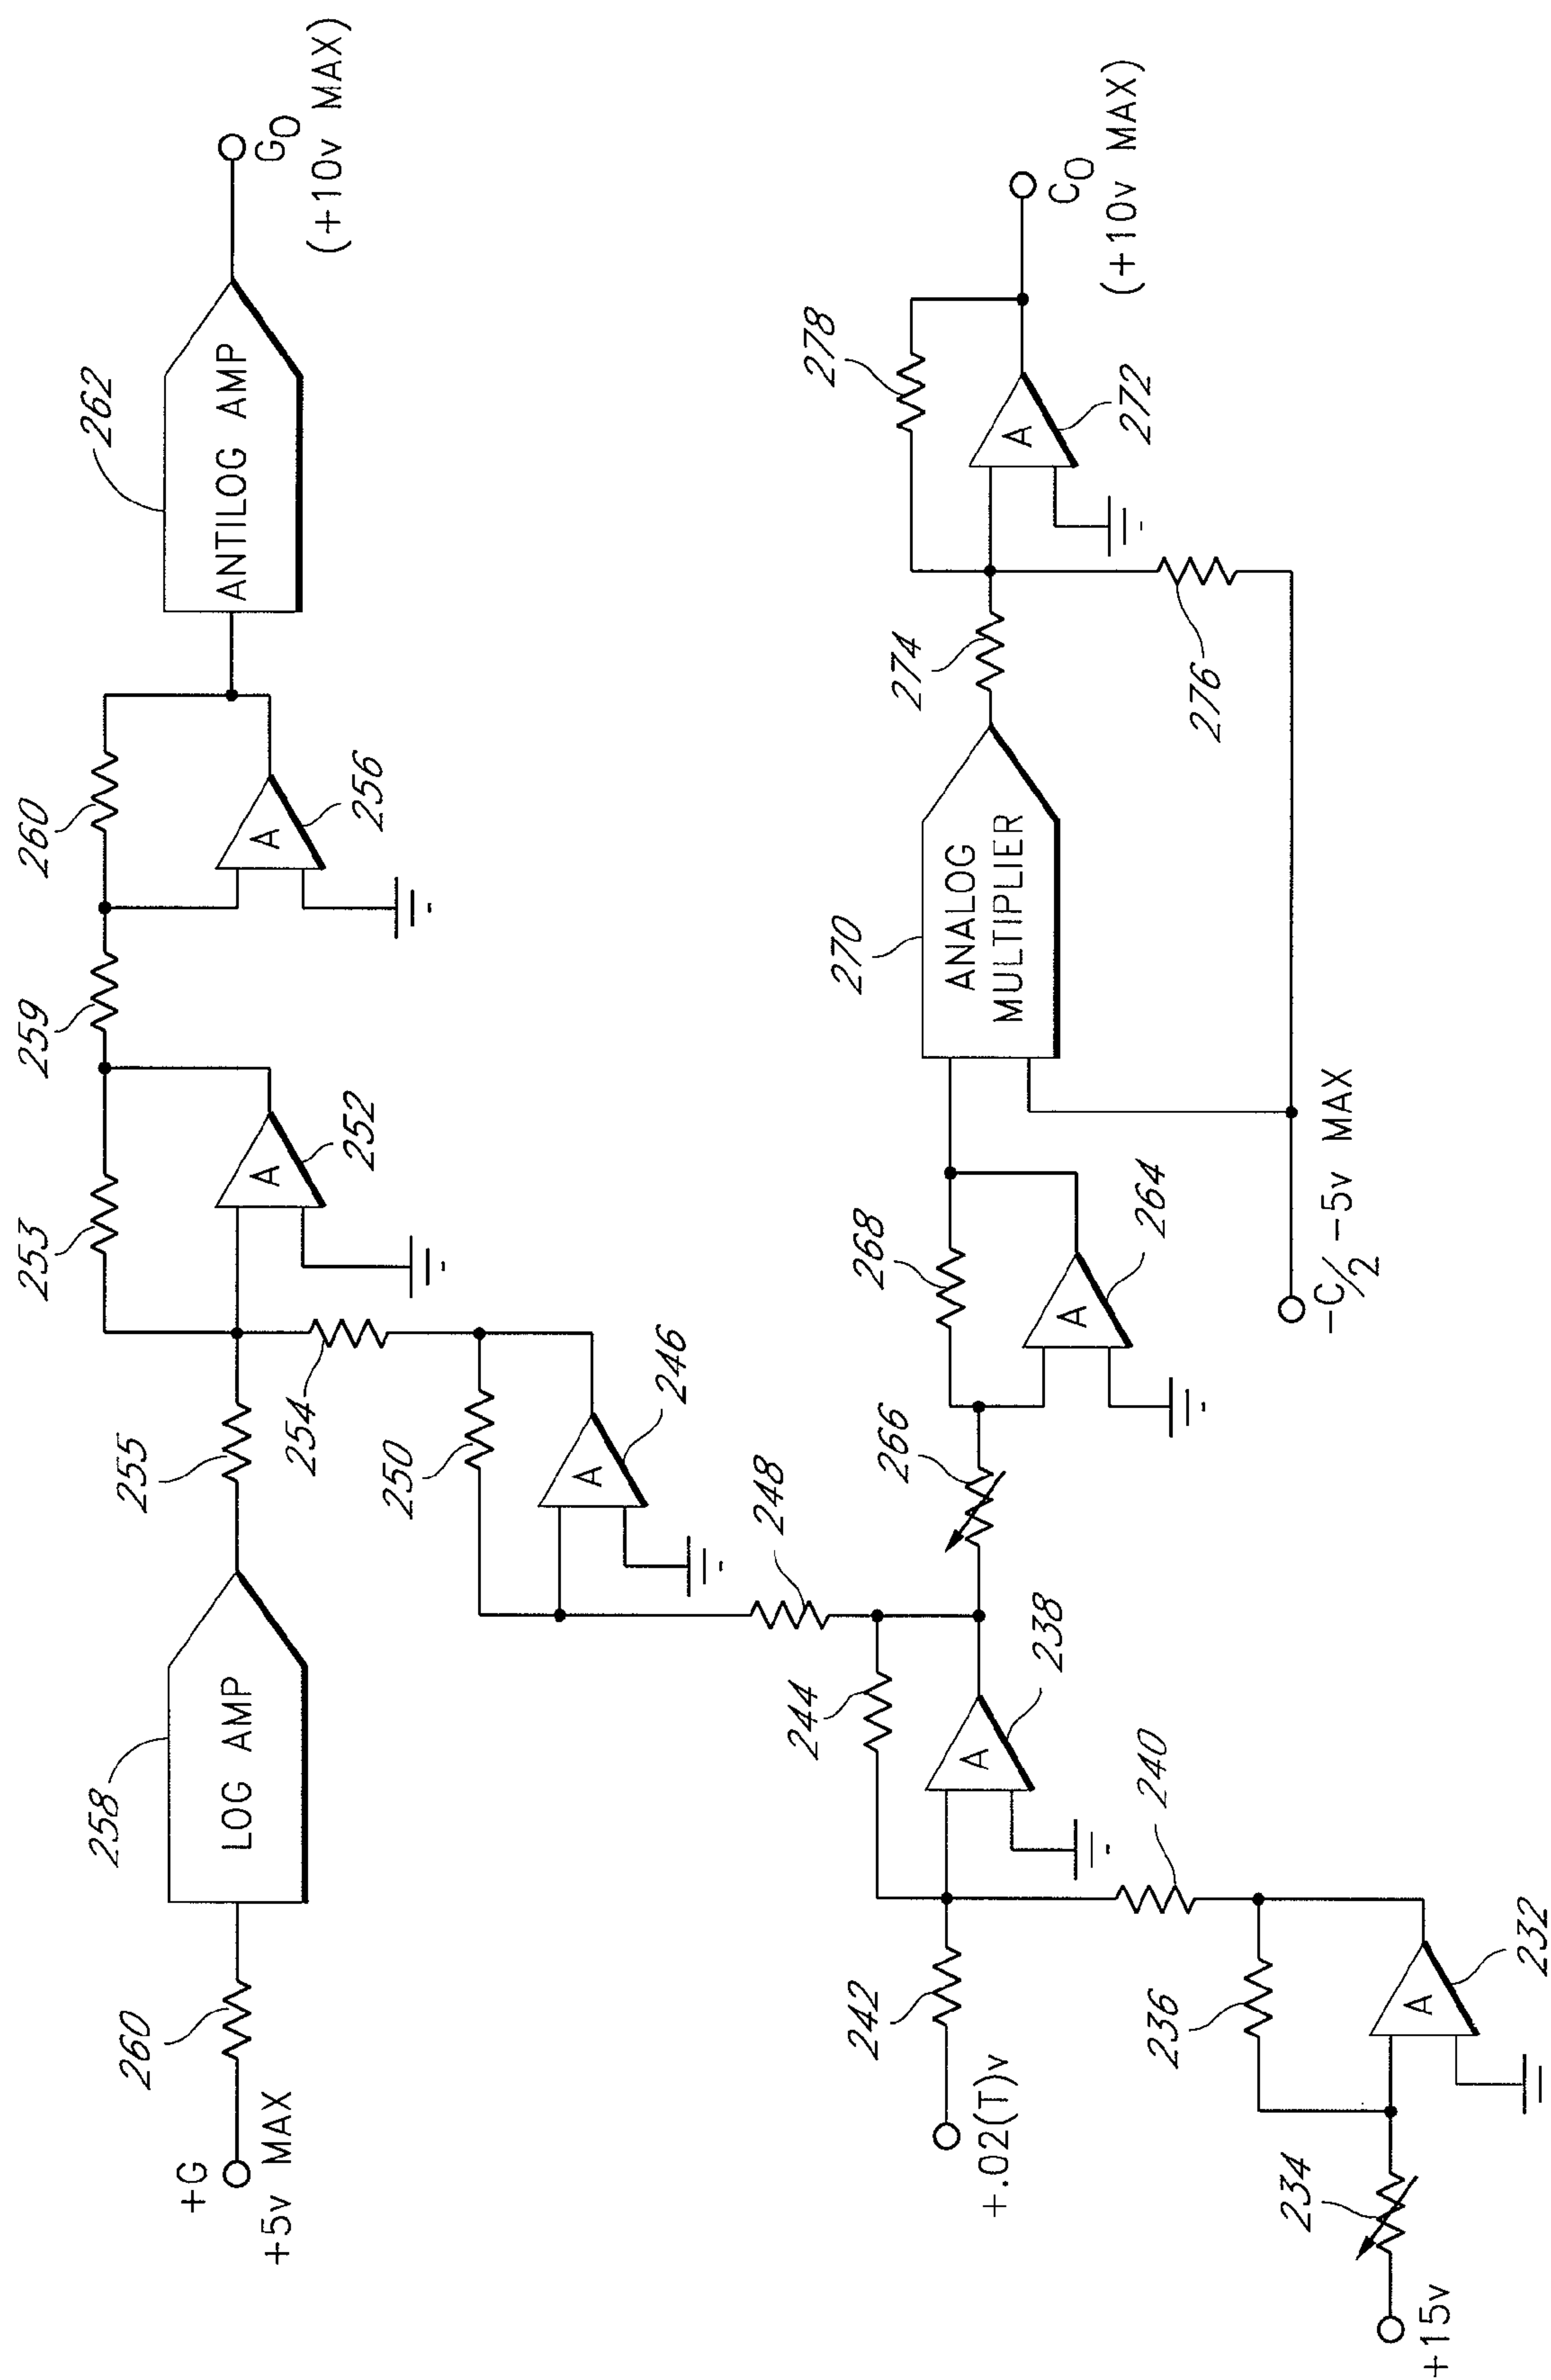 +G
+5v MAX
260
258
LOG AMP
255
254
253
A
252
259
260
A
256
262
ANTILOG AMP
G0
(+10v MAX)
250
A
246
248
+.02(T)v
242
244
A
238
240
+15v
234
236
A
232
266
268
A
264
-C/2 -5v MAX
270
ANALOG
MULTIPLIER
274
276
278
A
272
C0
(+10v MAX)